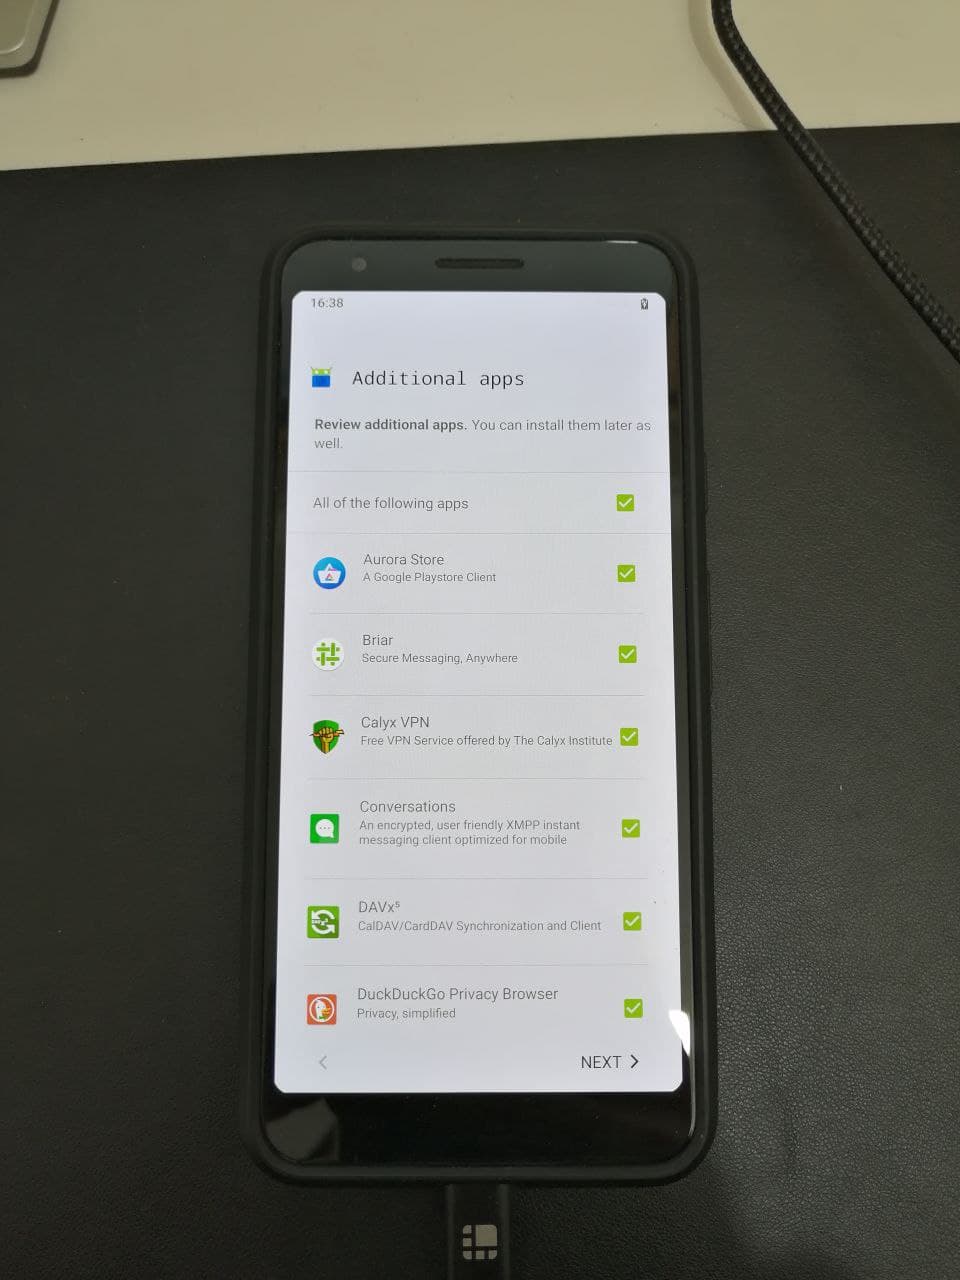 16:38
Additional apps
Review additional apps. You can install them later as
well.
All of the following apps
Aurora Store
A Google Playstore Client
Briar
Secure Messaging, Anywhere
Calyx VPN
Free VPN Service offered by The Calyx Institute
Conversations
An encrypted, user friendly XMPP instant
messaging client optimized for mobile
DAVx⁵
CalDAV/CardDAV Synchronization and Client
DuckDuckGo Privacy Browser
Privacy, simplified
NEXT